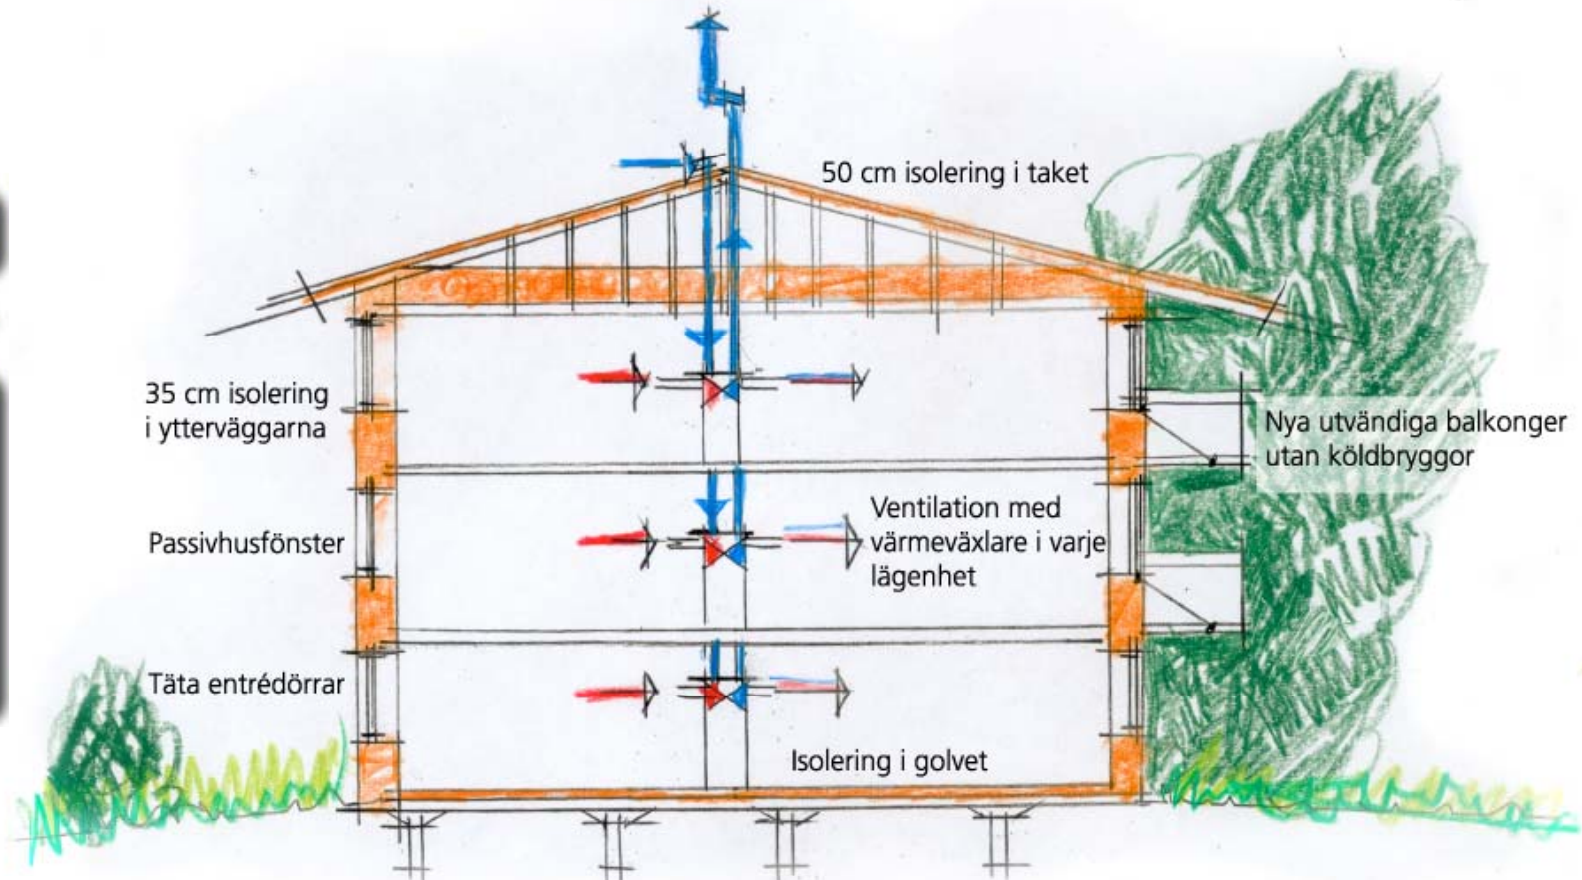 50 cm isolering i taket
35 cm isolering
i ytterväggarna
Nya utvändiga balkonger
utan köldbryggor
Passivhusfönster
Ventilation med
värmeväxlare i varje
lägenhet
Täta entrédörrar
Isolering i golvet